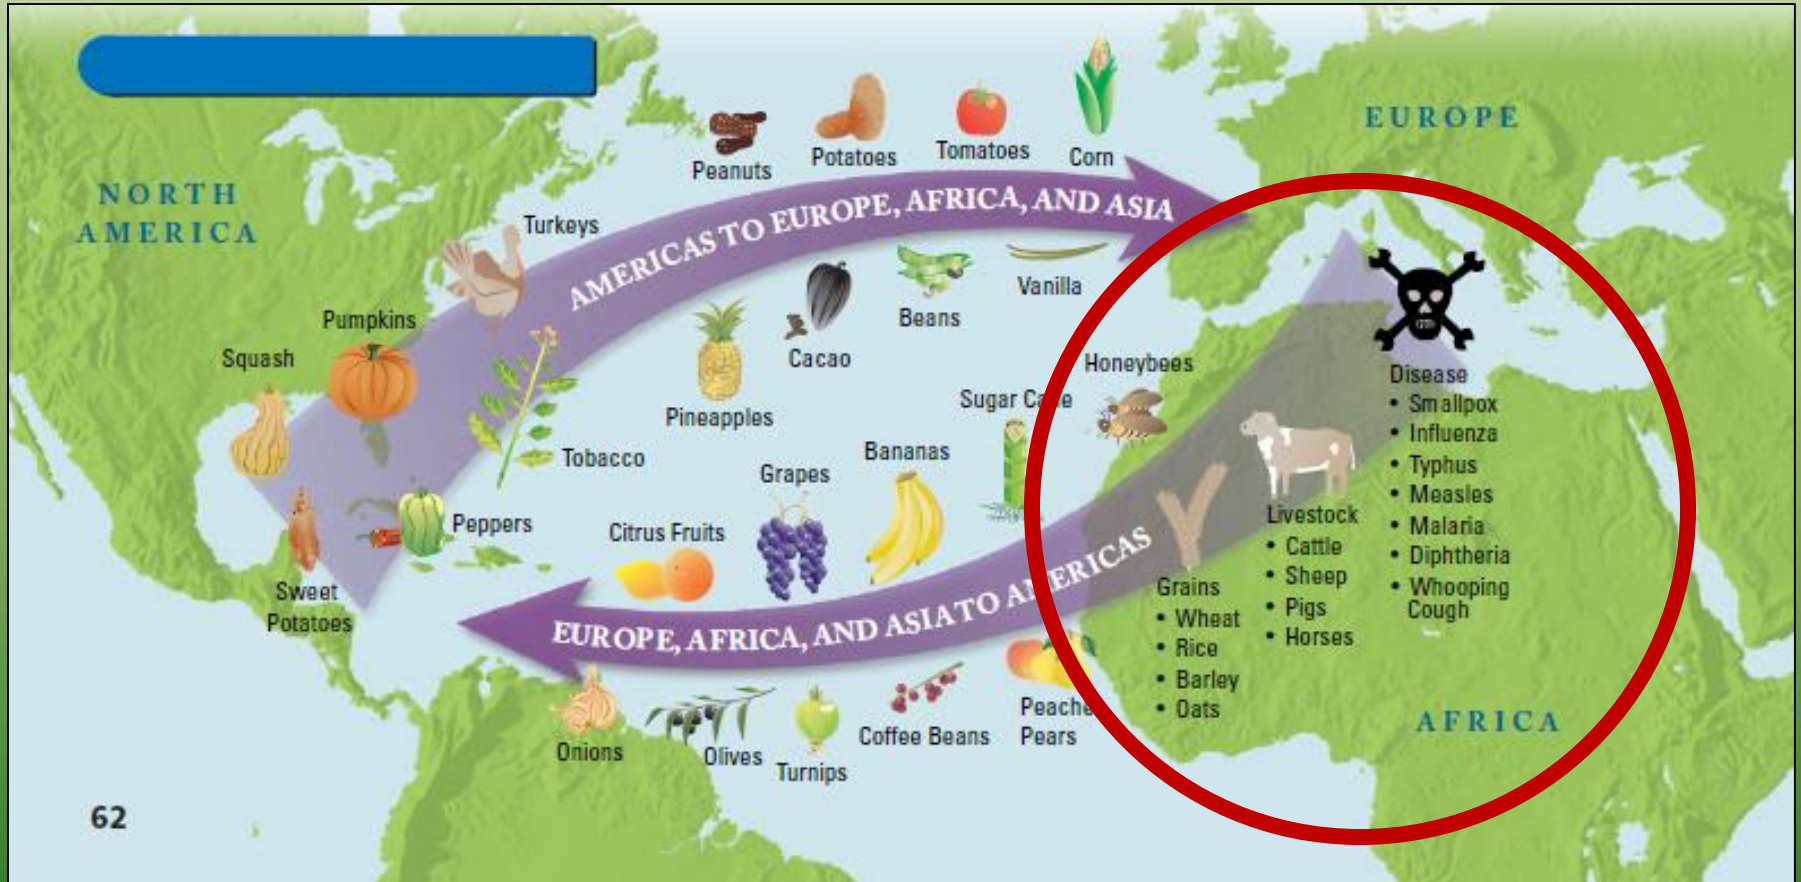 EUROPE
NORTH
AMERICA
Peanuts
Potatoes
Tomatoes
Corn
AMERICAS TO EUROPE, AFRICA, AND ASIA
Turkeys
Pumpkins
Squash
Vanilla
Beans
Cacao
Pineapples
Tobacco
Peppers
Sweet
Potatoes
Honeybees
Sugar
Bananas
Grapes
Citrus Fruits
EUROPE, AFRICA, AND ASIA TO AMERICAS
Onions
Olives
Turnips
Coffee Beans
Pears
Grains
• Wheat
• Rice
• Barley
• Oats
Livestock
• Cattle
• Sheep
• Pigs
• Horses
Disease
• Smallpox
• Influenza
• Typhus
• Measles
• Malaria
• Diphtheria
• Whooping
Cough
AFRICA
62